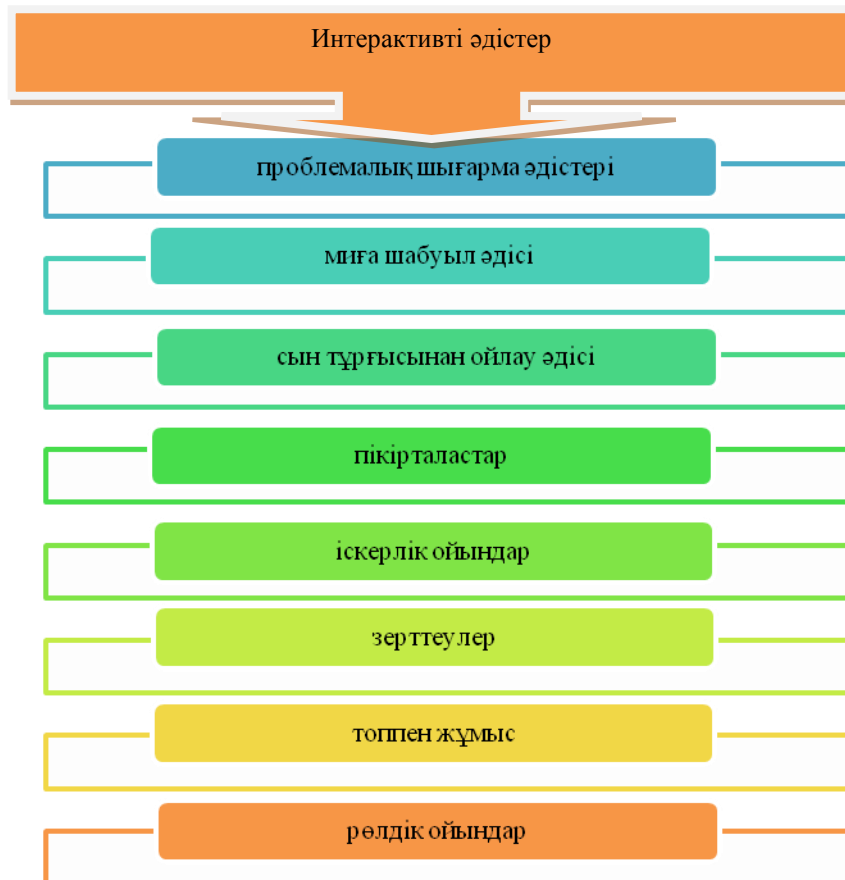 Интерактивті әдістер
проблемалық шығарма әдістері
миға шабуыл әдісі
сын тұрғысынан ойлау әдісі
пікірталастар
іскерлік ойындар
зерттеулер
топпен жұмыс
рөлдік ойындар